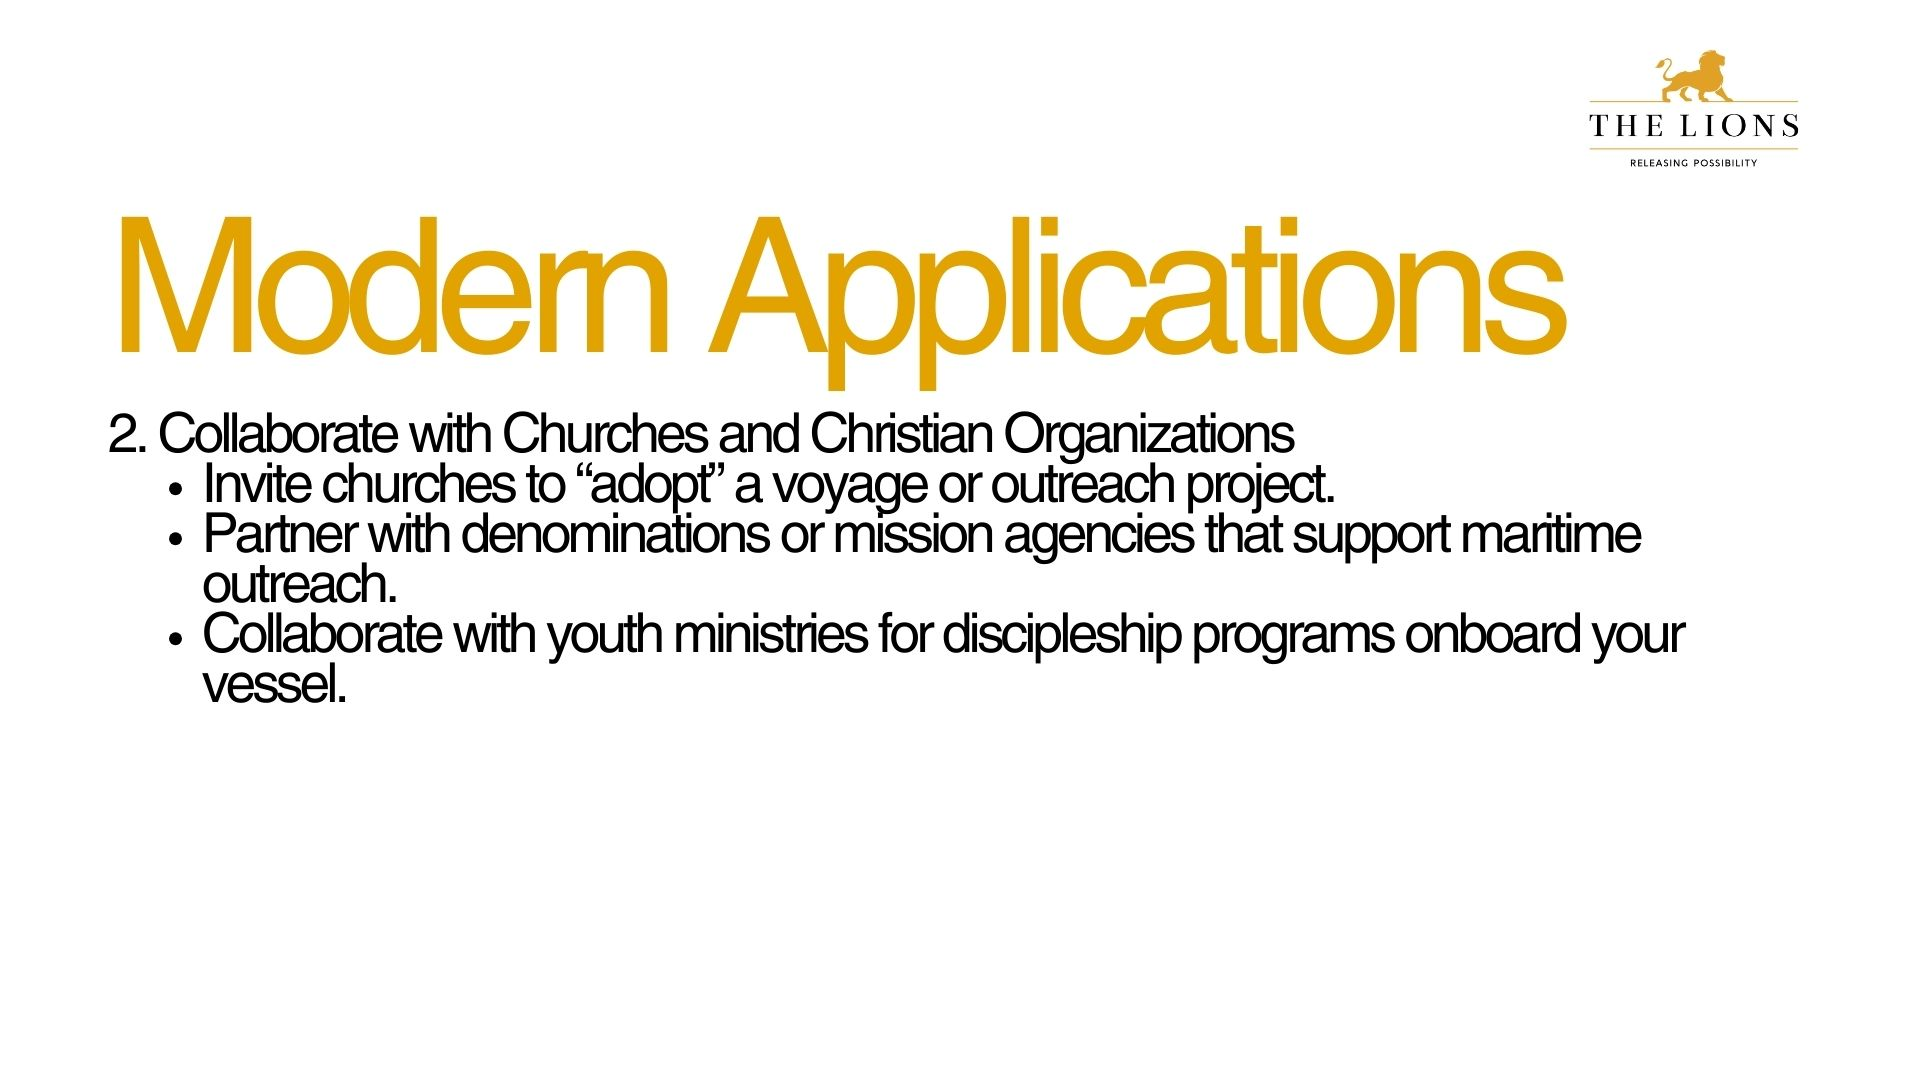 THE LIONS
RELEASING POSSIBILITY
Modern Applications
2. Collaborate with Churches and Christian Organizations
• Invite churches to “adopt” a voyage or outreach project.
• Partner with denominations or mission agencies that support maritime
outreach.
• Collaborate with youth ministries for discipleship programs onboard your
vessel.